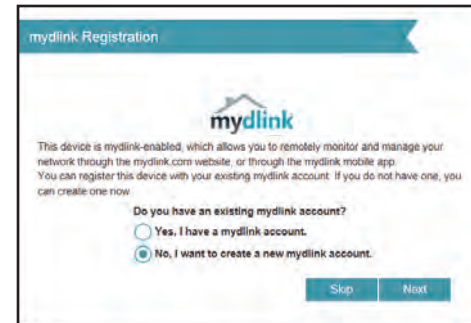 mydlink Registration
mydlink
This device is mydlink-enabled, which allows you to remotely monitor and manage your
network through the mydlink.com website, or through the mydlink mobile app.
You can register this device with your existing mydlink account. If you do not have one, you
can create one now.
Do you have an existing mydlink account?
Yes, I have a mydlink account.
No, I want to create a new mydlink account.
Skip Next